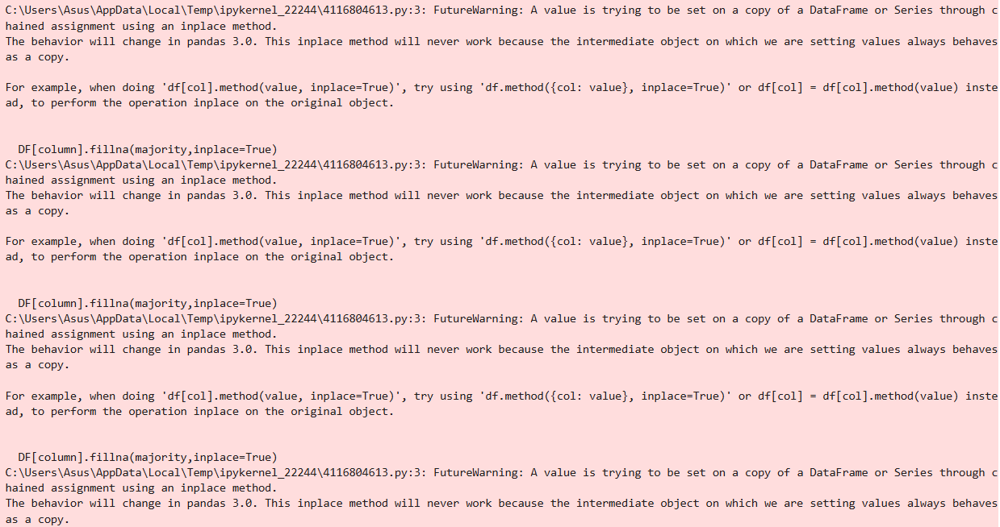 C:\Users\Asus\AppData\Local\Temp\ipykernel_22244\4116804613.py:3: FutureWarning: A value is trying to be set on a copy of a DataFrame or Series through c
hained assignment using an inplace method.
The behavior will change in pandas 3.0. This inplace method will never work because the intermediate object on which we are setting values always behaves
as a copy.
For example, when doing 'df[col].method(value, inplace=True)', try using 'df.method({col: value}, inplace=True)' or df[col] = df[col].method(value) inste
ad, to perform the operation inplace on the original object.
DF[column].fillna(majority,inplace=True)
C:\Users\Asus\AppData\Local\Temp\ipykernel_22244\4116804613.py:3: FutureWarning: A value is trying to be set on a copy of a DataFrame or Series through c
hained assignment using an inplace method.
The behavior will change in pandas 3.0. This inplace method will never work because the intermediate object on which we are setting values always behaves
as a copy.
For example, when doing 'df[col].method(value, inplace=True)', try using 'df.method({col: value}, inplace=True)' or df[col] = df[col].method(value) inste
ad, to perform the operation inplace on the original object.
DF[column].fillna(majority,inplace=True)
C:\Users\Asus\AppData\Local\Temp\ipykernel_22244\4116804613.py:3: FutureWarning: A value is trying to be set on a copy of a DataFrame or Series through c
hained assignment using an inplace method.
The behavior will change in pandas 3.0. This inplace method will never work because the intermediate object on which we are setting values always behaves
as a copy.
For example, when doing 'df[col].method(value, inplace=True)', try using 'df.method({col: value}, inplace=True)' or df[col] = df[col].method(value) inste
ad, to perform the operation inplace on the original object.
DF[column].fillna(majority,inplace=True)
C:\Users\Asus\AppData\Local\Temp\ipykernel_22244\4116804613.py:3: FutureWarning: A value is trying to be set on a copy of a DataFrame or Series through c
hained assignment using an inplace method.
The behavior will change in pandas 3.0. This inplace method will never work because the intermediate object on which we are setting values always behaves
as a copy.